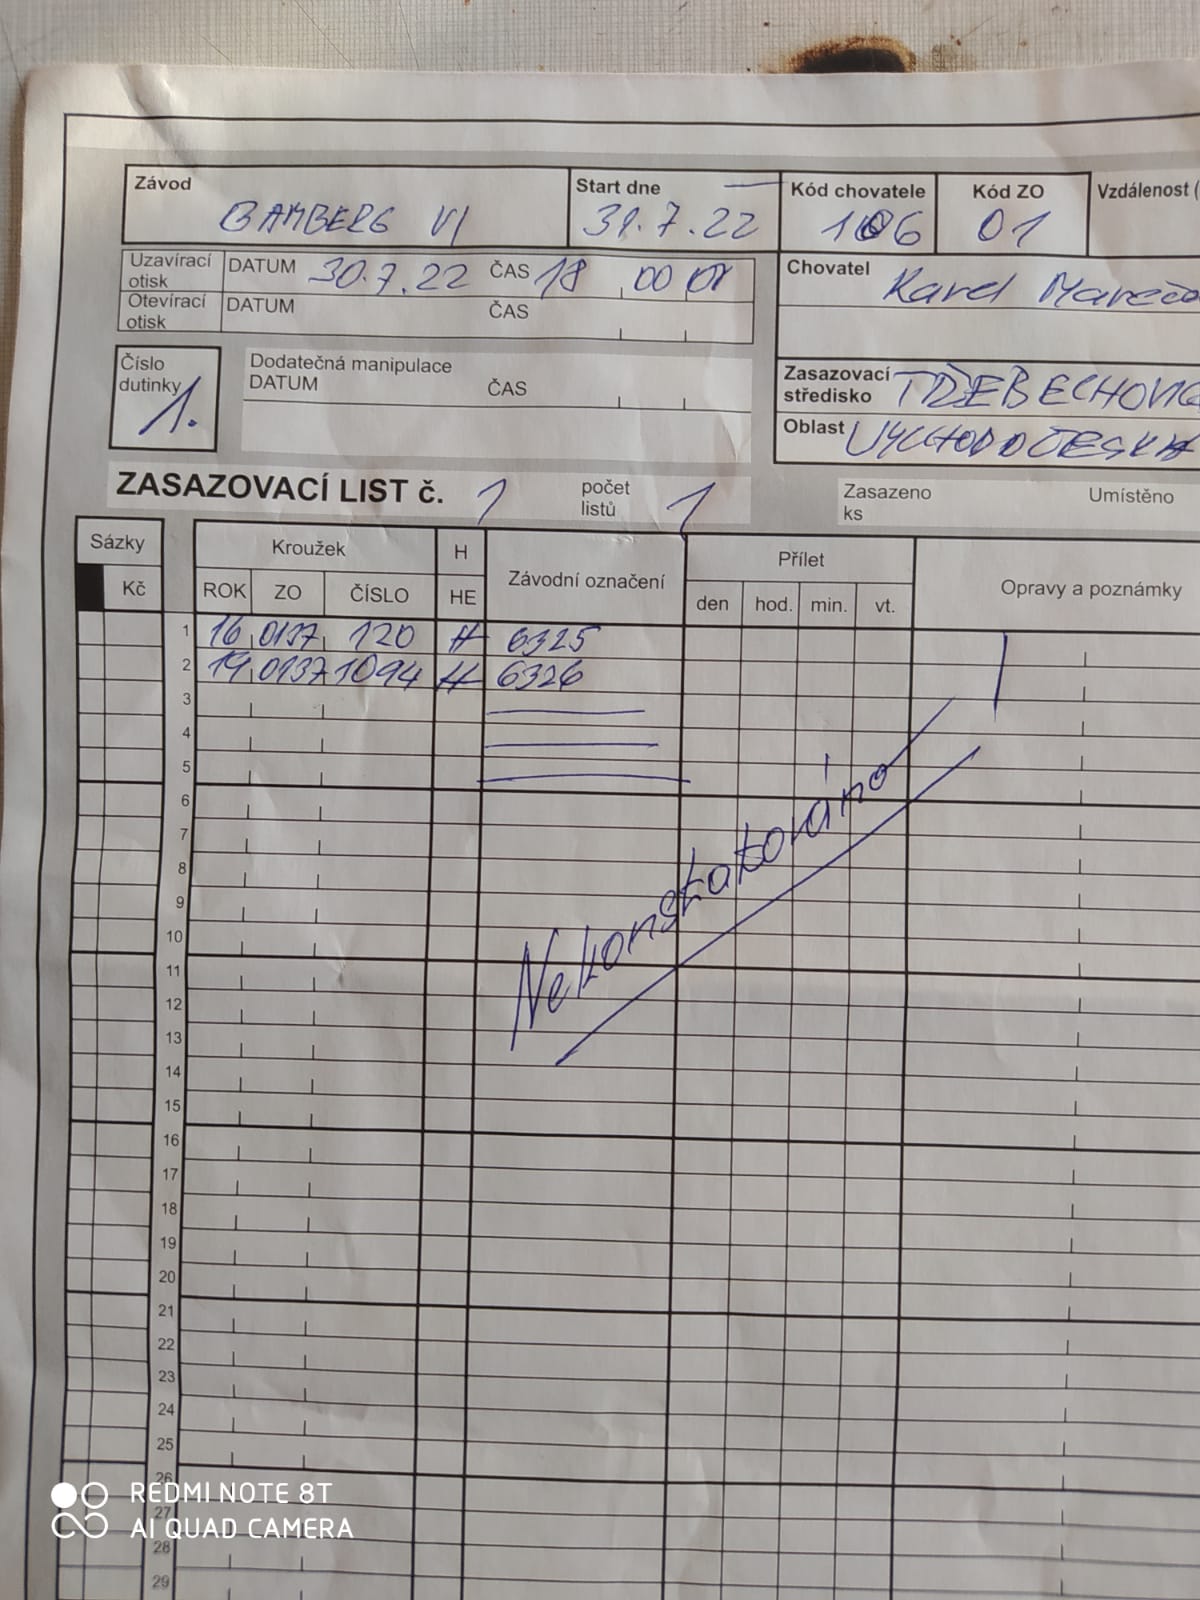 Závod
BAMBERG VI
Start dne
31.7.22
Kód chovatele
106
Kód ZO
01
Vzdálenost (
Uzavírací otisk
DATUM 30.7.22 ČAS 18 00 01
Otevírací otisk
DATUM ČAS
Chovatel Karel
Číslo dutinky
1.
Dodatečná manipulace
DATUM ČAS
Zasazovací středisko TŘEBECHOVIC
Oblast VÝCHODOČESKÁ
ZASAZOVACÍ LIST č. 1 počet listů 1
Zasazeno ks
Umístěno
Sázky Kroužek H Závodní označení Přílet Opravy a poznámky
Kč ROK ZO ČÍSLO HE den hod. min. vt.
1 16 0137 120 H 6325
2 19 0137 1094 H 6326
3
4
5
6
7
8
9
10
11
12
13
14
15
16
17
18
19
20
21
22
23
24
25
26
27
28
29
Nekonstatováno
REDMI NOTE 8T
AI QUAD CAMERA